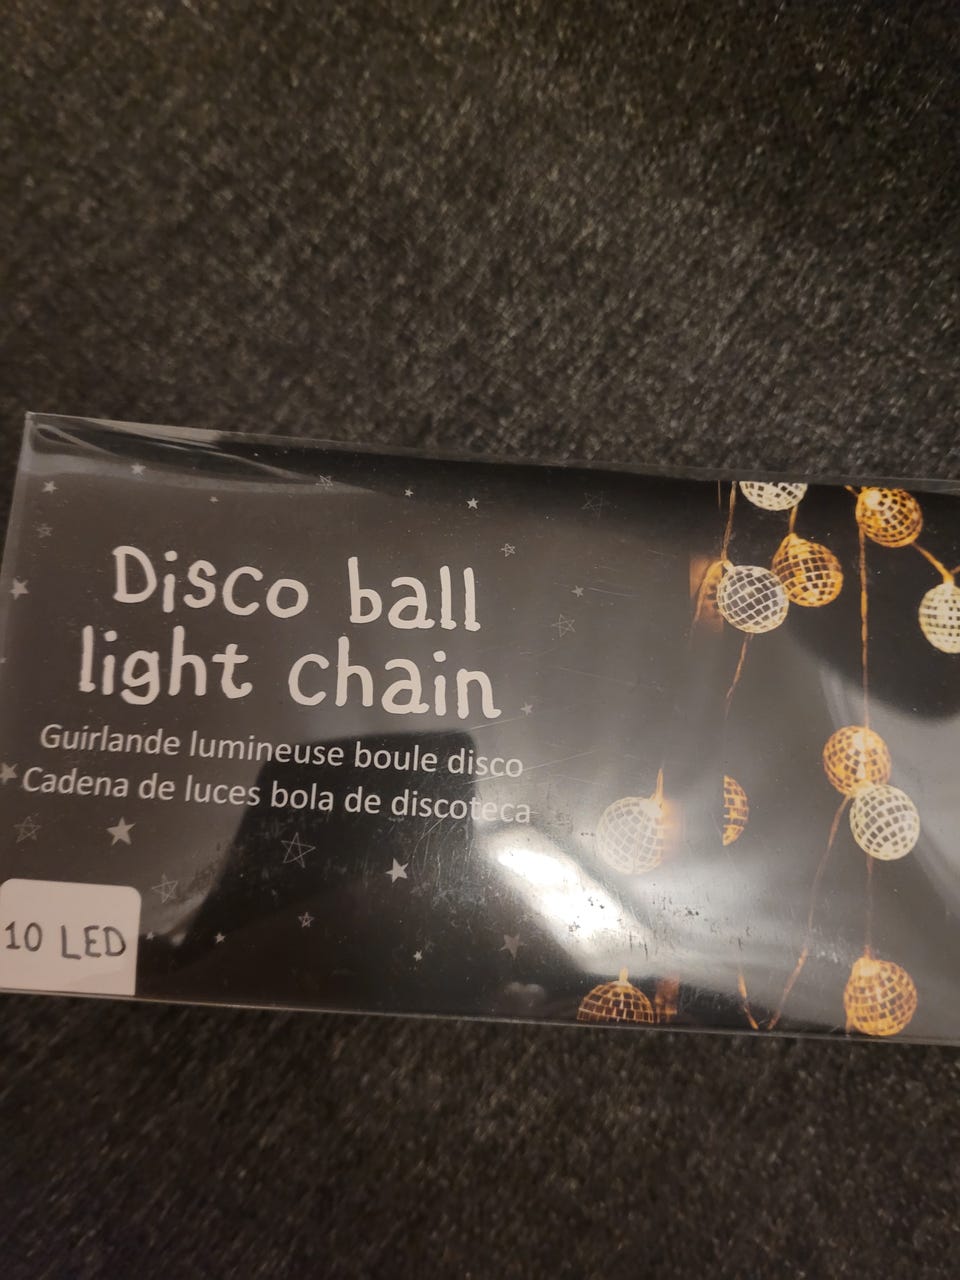 Disco ball
light chain
Guirlande lumineuse boule disco
Cadena de luces bola de discoteca
10 LED